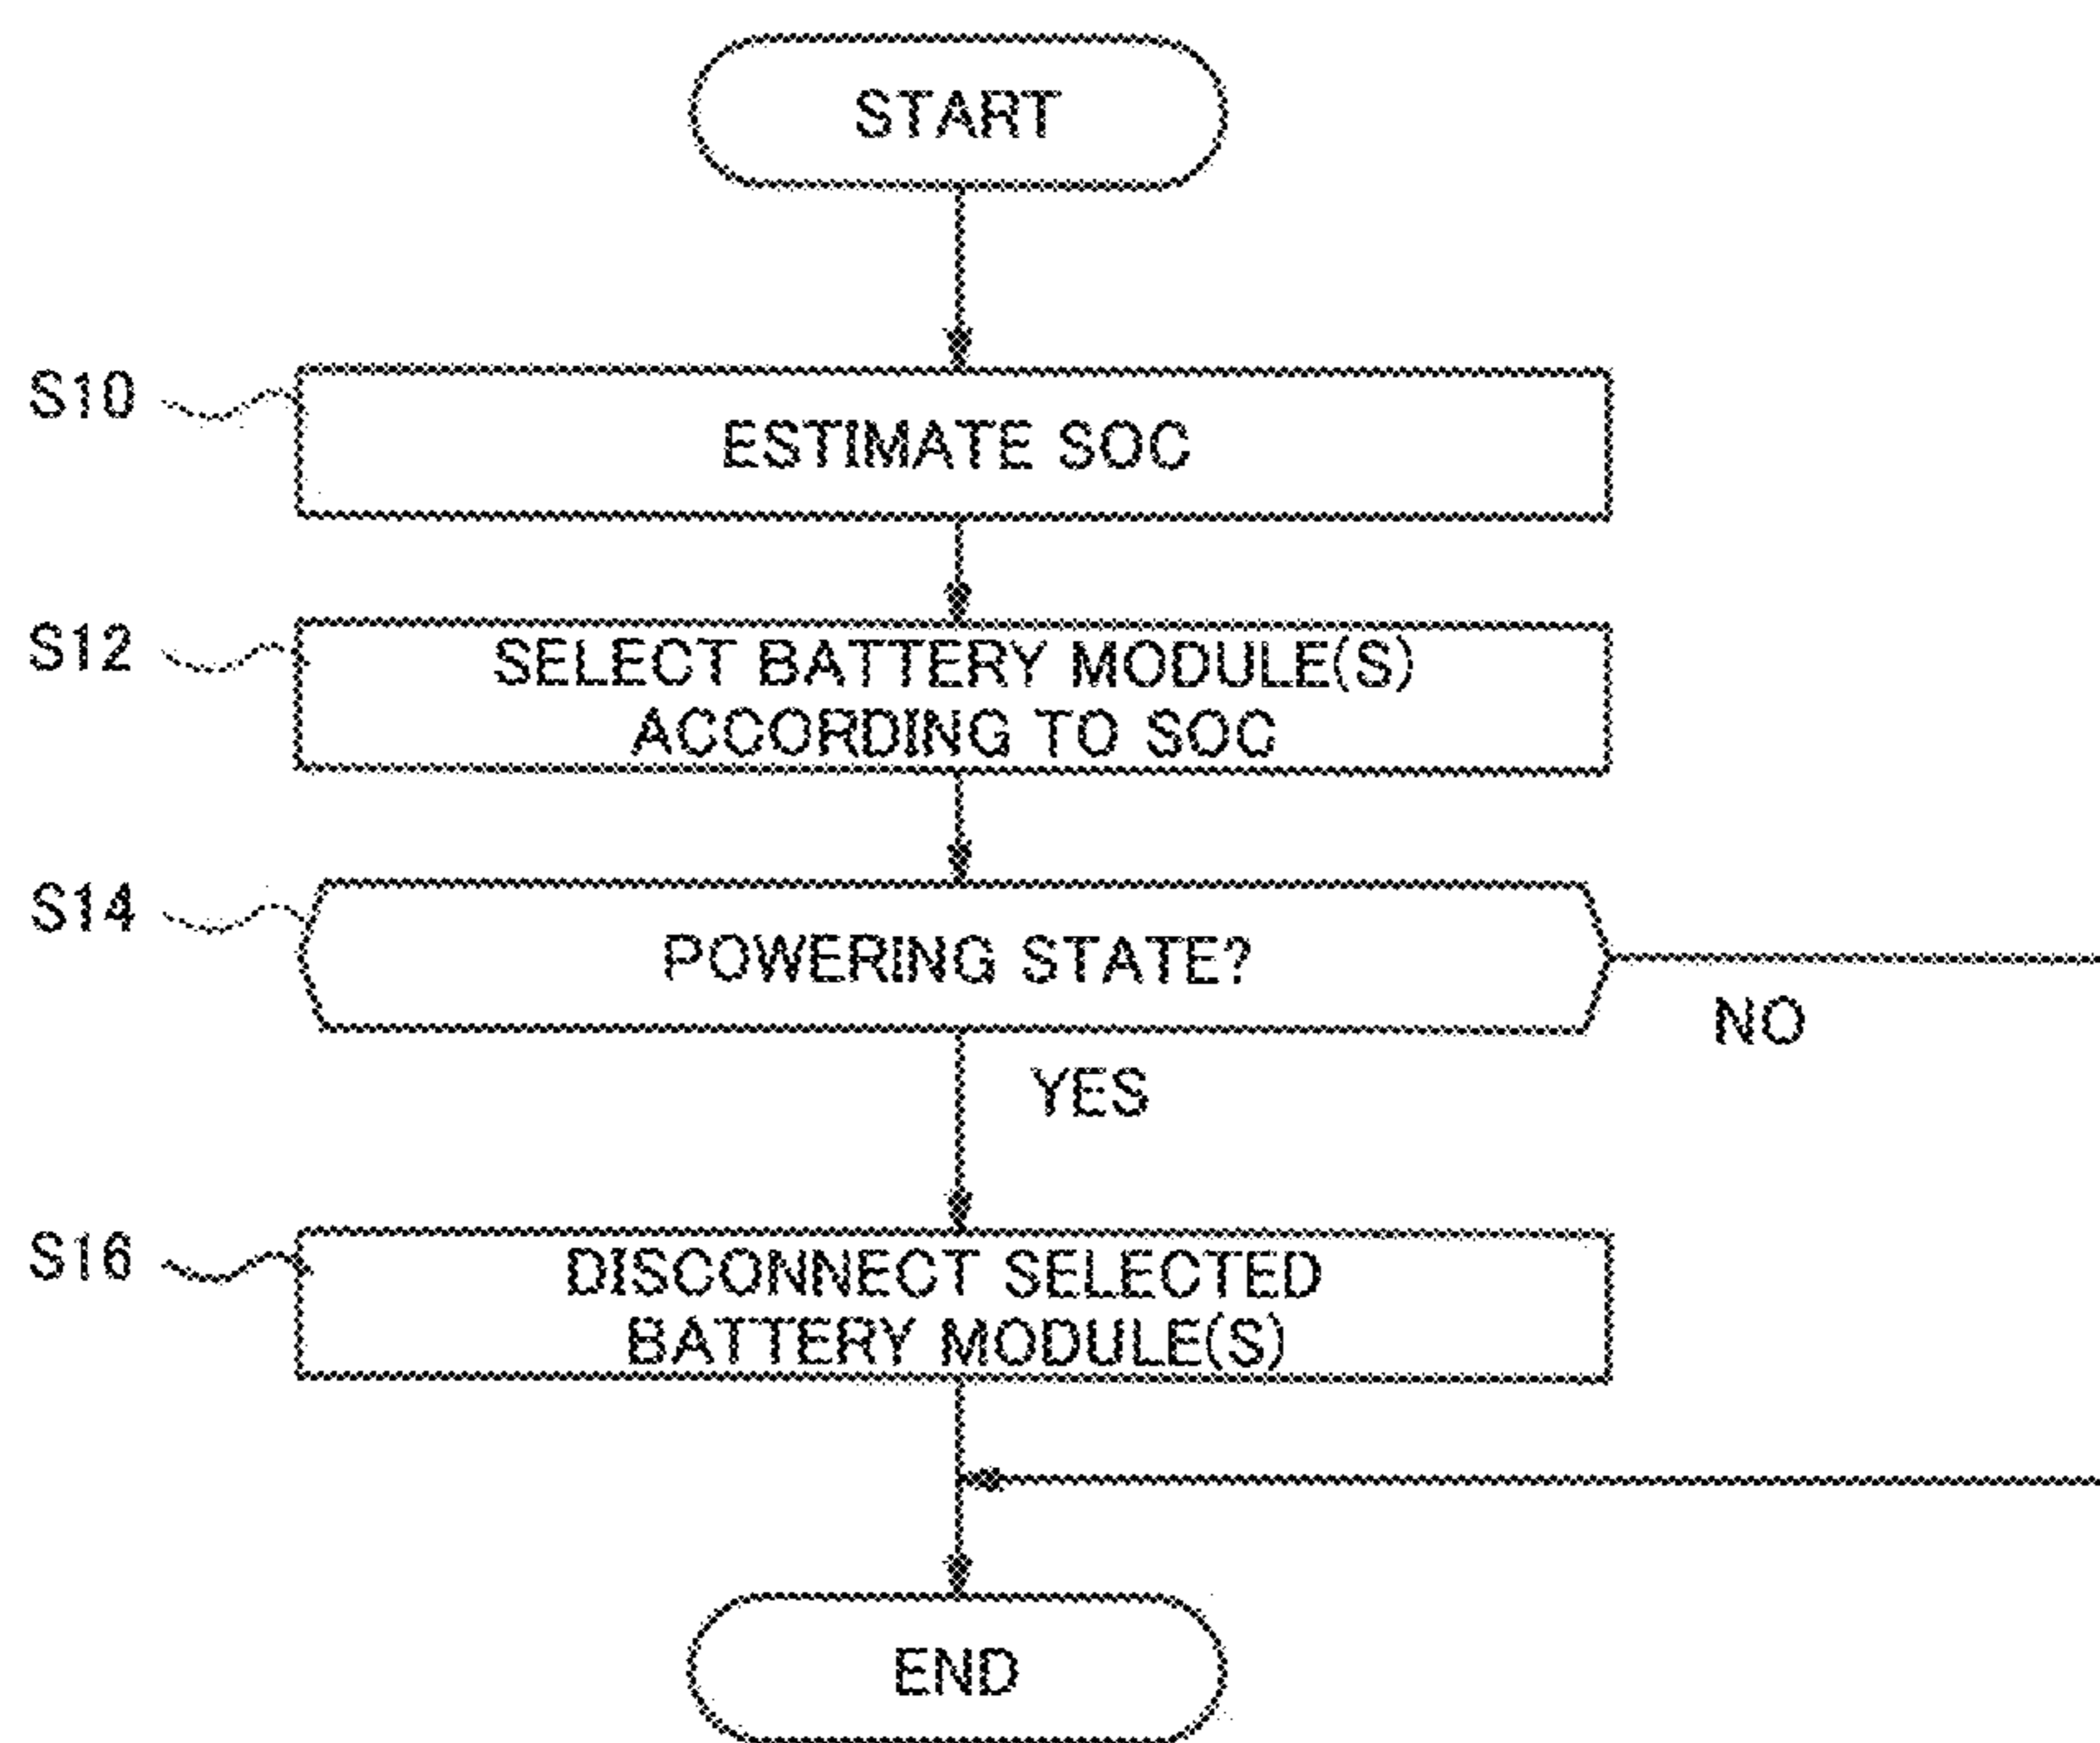 START
S10
ESTIMATE SOC
S12
SELECT BATTERY MODULE(S)
ACCORDING TO SOC
S14
POWERING STATE?
NO
YES
S16
DISCONNECT SELECTED
BATTERY MODULE(S)
END